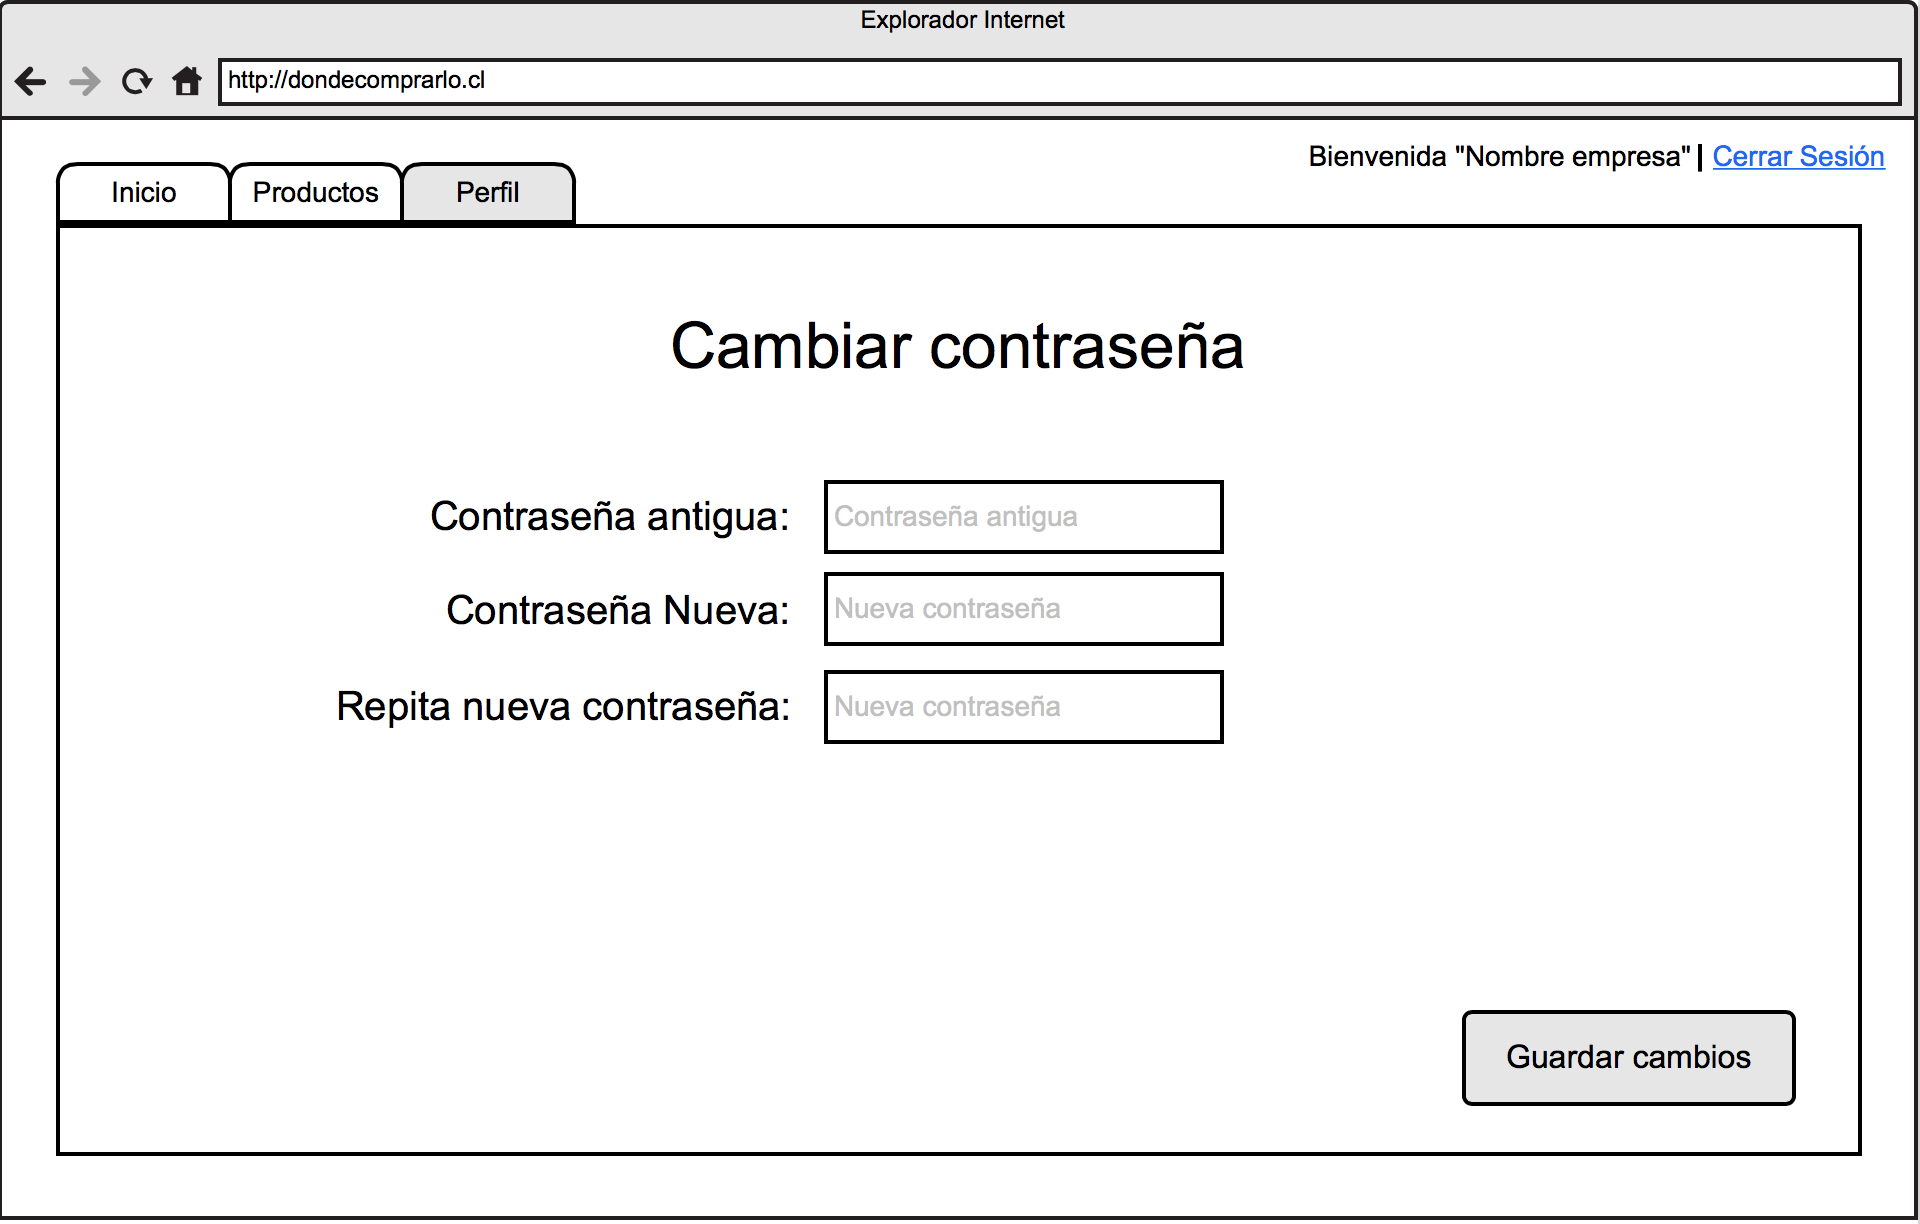 Explorador Internet
http://dondecomprarlo.cl
Bienvenida "Nombre empresa" | Cerrar Sesión
Inicio Productos Perfil
Cambiar contraseña
Contraseña antigua: Contraseña antigua
Contraseña Nueva: Nueva contraseña
Repita nueva contraseña: Nueva contraseña
Guardar cambios